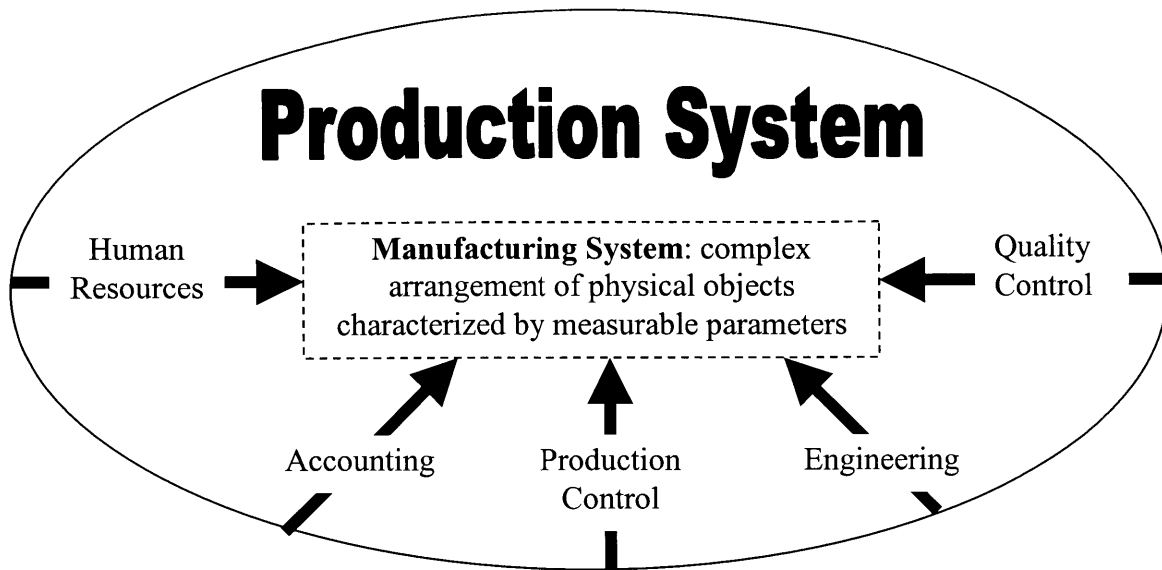 Production System
Human
Resources
Manufacturing System: complex
arrangement of physical objects
characterized by measurable parameters
Quality
Control
Accounting
Production
Control
Engineering